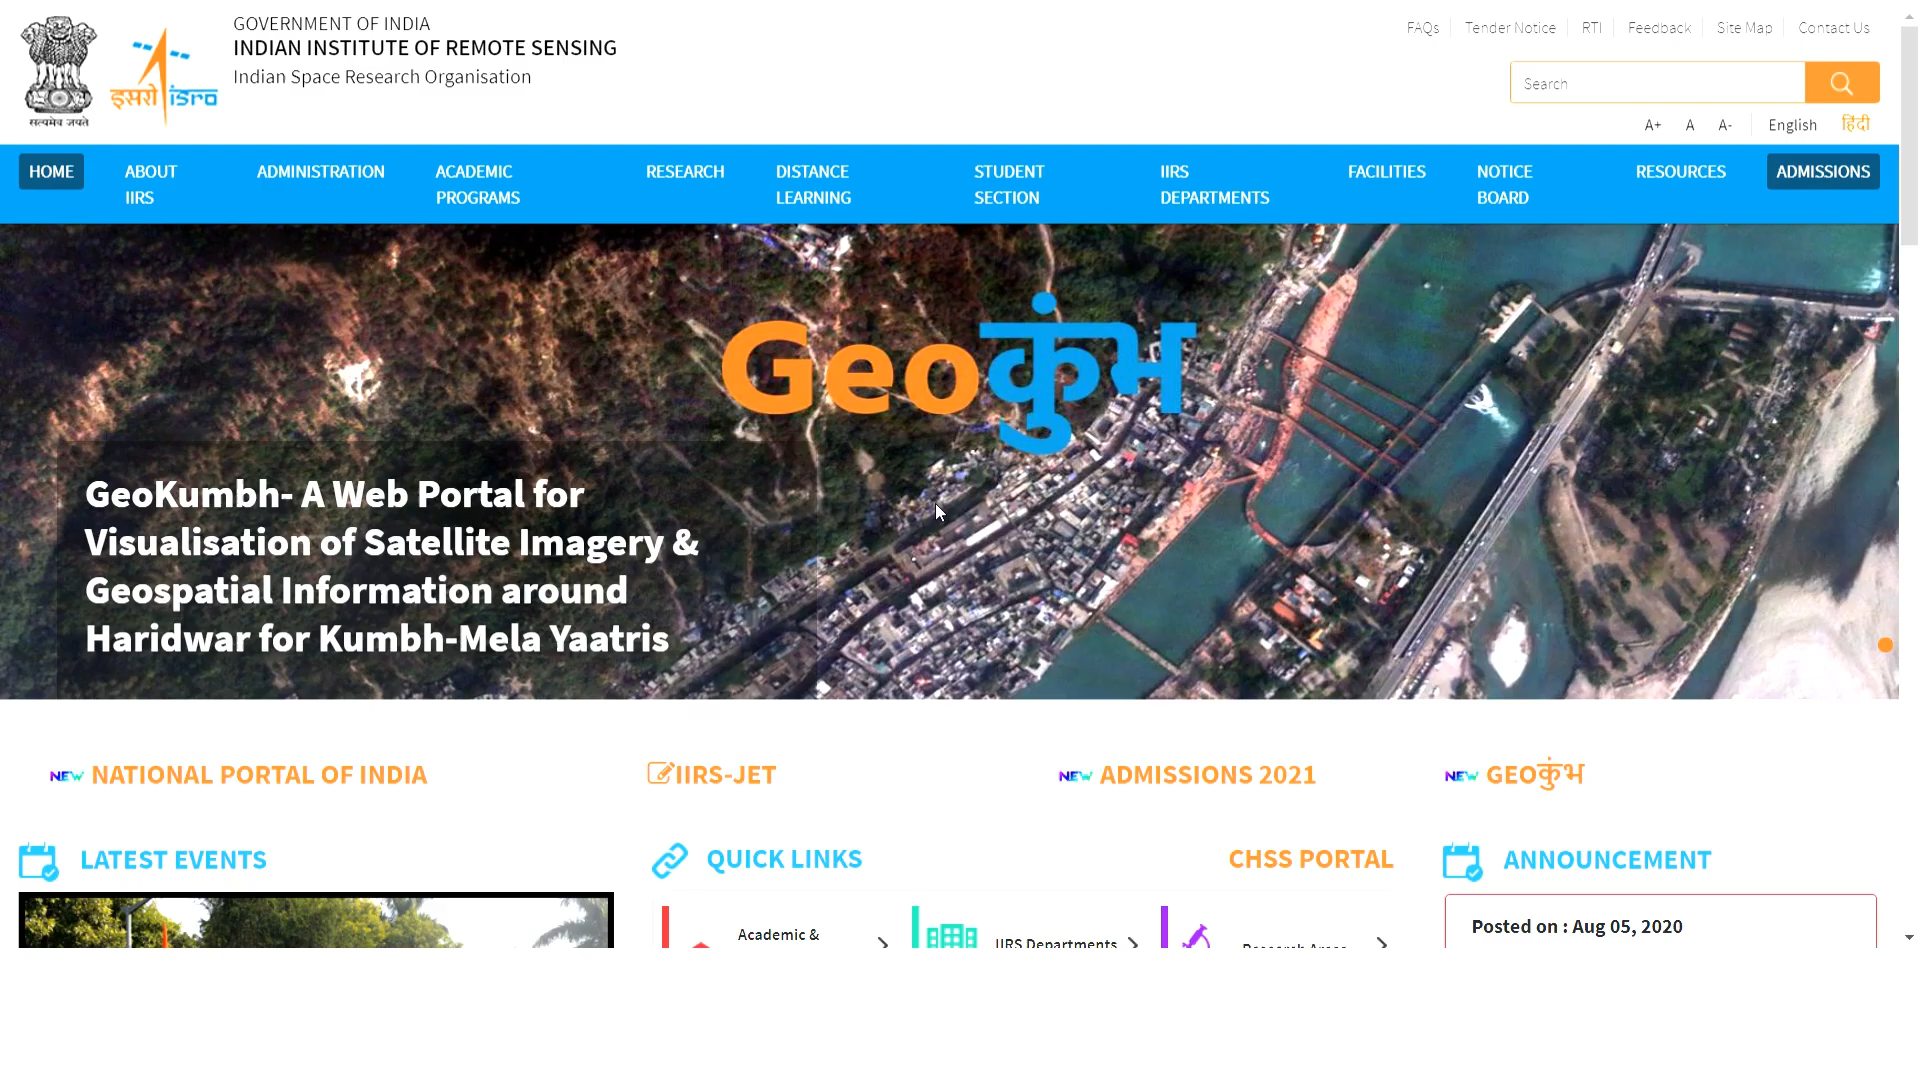 GOVERNMENT OF INDIA
INDIAN INSTITUTE OF REMOTE SENSING
Indian Space Research Organisation
सत्यमेव जयते
इसरो isro
FAQs
Tender Notice
RTI
Feedback
Site Map
Contact Us
Search
A+
A
A-
English
हिंदी
HOME
ABOUT
IIRS
ADMINISTRATION
ACADEMIC
PROGRAMS
RESEARCH
DISTANCE
LEARNING
STUDENT
SECTION
IIRS
DEPARTMENTS
FACILITIES
NOTICE
BOARD
RESOURCES
ADMISSIONS
Geoकुंभ
GeoKumbh- A Web Portal for
Visualisation of Satellite Imagery &
Geospatial Information around
Haridwar for Kumbh-Mela Yaatris
NEW NATIONAL PORTAL OF INDIA
IIRS-JET
NEW ADMISSIONS 2021
NEW GEOकुंभ
LATEST EVENTS
QUICK LINKS
CHSS PORTAL
ANNOUNCEMENT
Academic &
IIRS Departments
Research Areas
Posted on : Aug 05, 2020